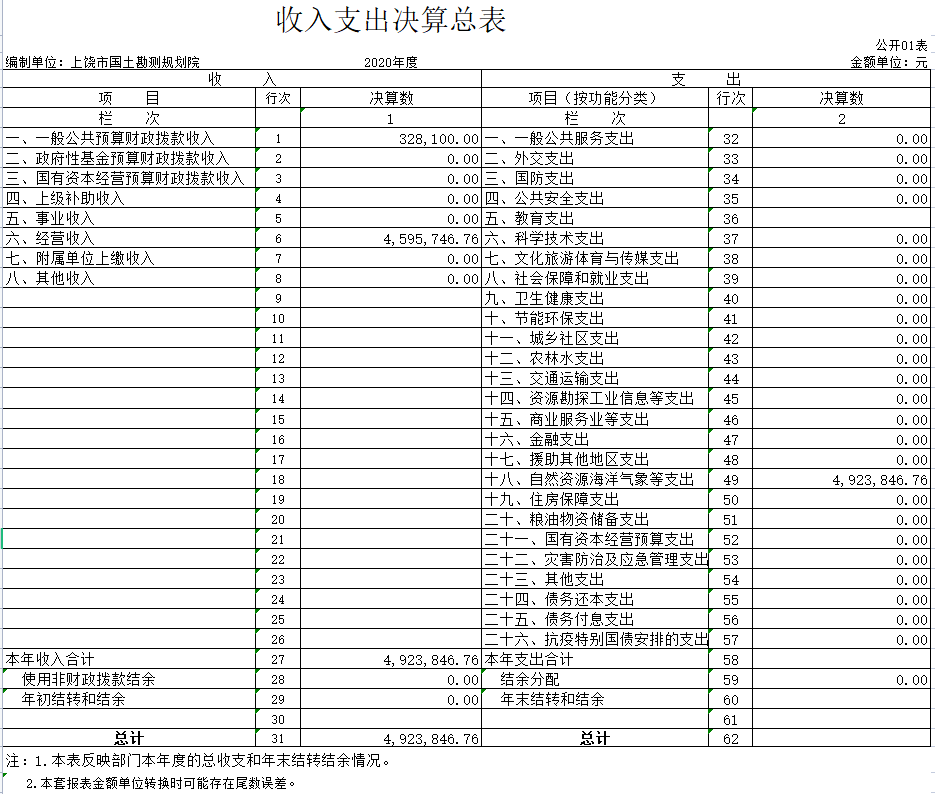 收入支出决算总表
公开01表
编制单位：上饶市国土勘测规划院 2020年度 金额单位：元
收 入 支 出
项 目 行次 决算数 项目（按功能分类） 行次 决算数
栏 次 1 栏 次 2
一、一般公共预算财政拨款收入 1 328,100.00 一、一般公共服务支出 32 0.00
二、政府性基金预算财政拨款收入 2 0.00 二、外交支出 33 0.00
三、国有资本经营预算财政拨款收入 3 0.00 三、国防支出 34 0.00
四、上级补助收入 4 0.00 四、公共安全支出 35 0.00
五、事业收入 5 0.00 五、教育支出 36
六、经营收入 6 4,595,746.76 六、科学技术支出 37 0.00
七、附属单位上缴收入 7 0.00 七、文化旅游体育与传媒支出 38 0.00
八、其他收入 8 0.00 八、社会保障和就业支出 39 0.00
9 九、卫生健康支出 40 0.00
10 十、节能环保支出 41 0.00
11 十一、城乡社区支出 42 0.00
12 十二、农林水支出 43 0.00
13 十三、交通运输支出 44 0.00
14 十四、资源勘探工业信息等支出 45 0.00
15 十五、商业服务业等支出 46 0.00
16 十六、金融支出 47 0.00
17 十七、援助其他地区支出 48 0.00
18 十八、自然资源海洋气象等支出 49 4,923,846.76
19 十九、住房保障支出 50 0.00
20 二十、粮油物资储备支出 51 0.00
21 二十一、国有资本经营预算支出 52 0.00
22 二十二、灾害防治及应急管理支出 53 0.00
23 二十三、其他支出 54 0.00
24 二十四、债务还本支出 55 0.00
25 二十五、债务付息支出 56 0.00
26 二十六、抗疫特别国债安排的支出 57 0.00
本年收入合计 27 4,923,846.76 本年支出合计 58
使用非财政拨款结余 28 0.00 结余分配 59 0.00
年初结转和结余 29 0.00 年末结转和结余 60
30 61
总计 31 4,923,846.76 总计 62
注：1.本表反映部门本年度的总收支和年末结转结余情况。
2.本套报表金额单位转换时可能存在尾数误差。